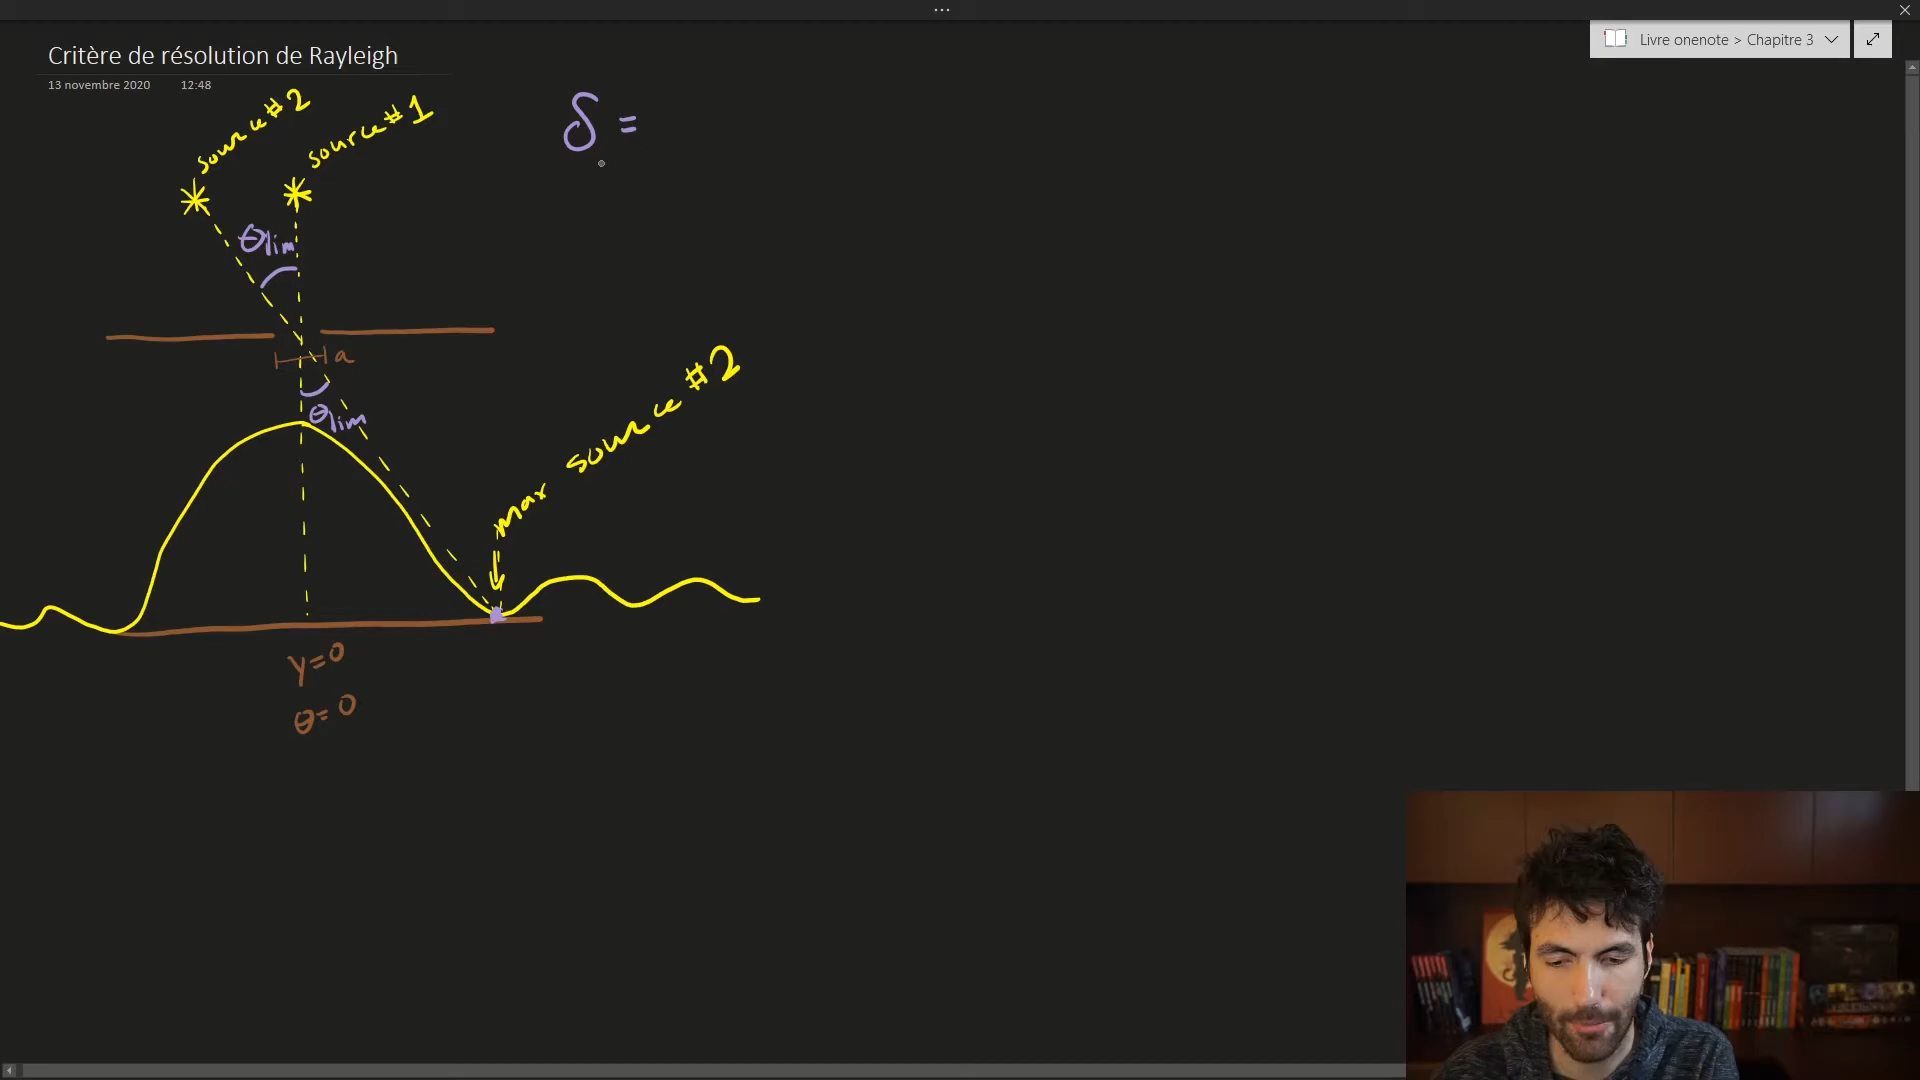 ...
Livre onenote > Chapitre 3
Critère de résolution de Rayleigh
13 novembre 2020 12:48
source #2
source #1
δ =
θlim
a
θlim
max source #2
y=0
θ=0